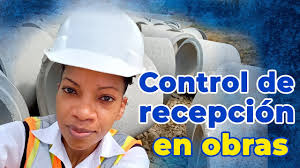 Control de
recepción
en obras